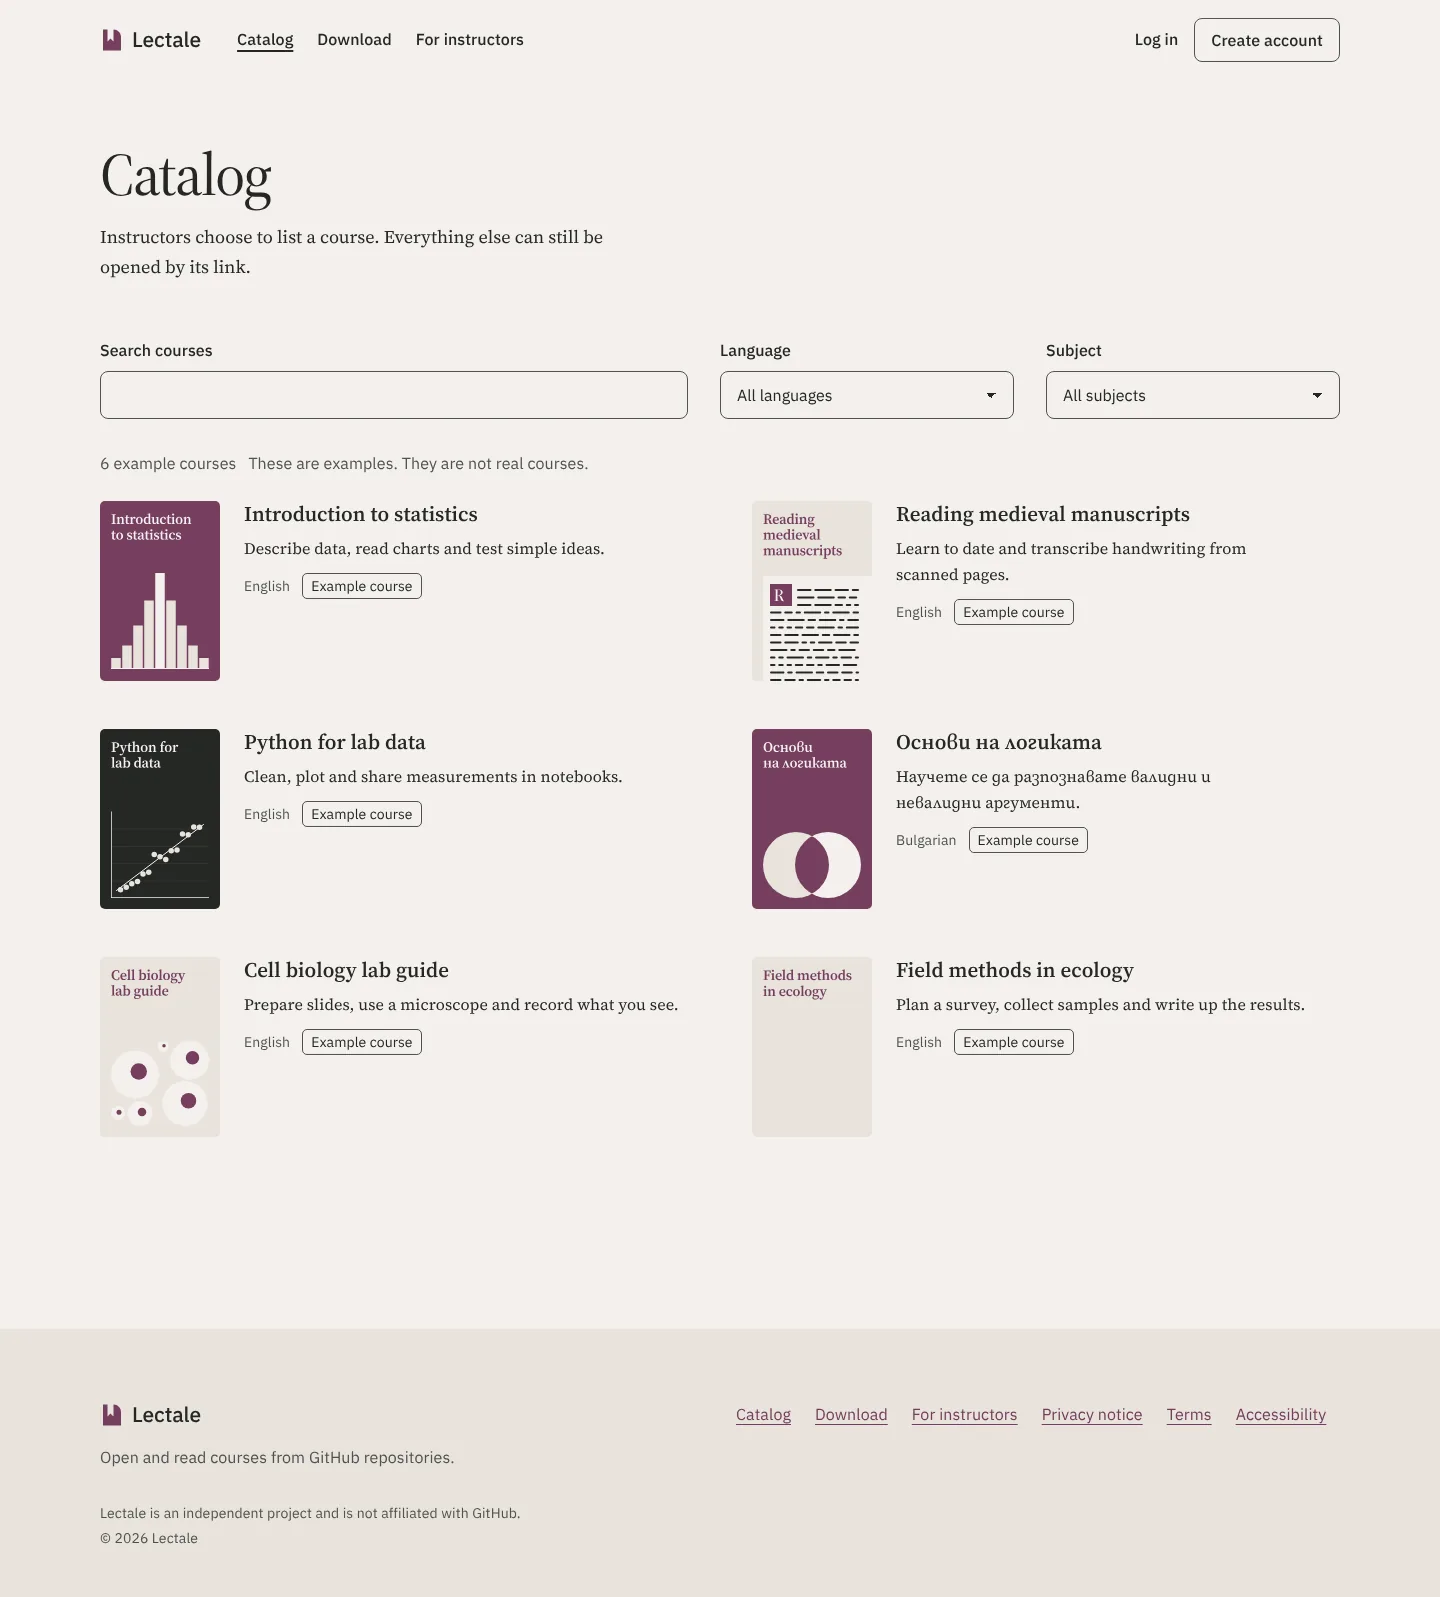 Lectale
Catalog
Download
For instructors
Log in
Create account
Catalog
Instructors choose to list a course. Everything else can still be
opened by its link.
Search courses
Language
Subject
All languages
All subjects
6 example courses These are examples. They are not real courses.
Introduction
to statistics
Introduction to statistics
Describe data, read charts and test simple ideas.
English
Example course
Reading
medieval
manuscripts
R
Reading medieval manuscripts
Learn to date and transcribe handwriting from
scanned pages.
English
Example course
Python for
lab data
Python for lab data
Clean, plot and share measurements in notebooks.
English
Example course
Основи
на логиката
Основи на логиката
Научете се да разпознавате валидни и
невалидни аргументи.
Bulgarian
Example course
Cell biology
lab guide
Cell biology lab guide
Prepare slides, use a microscope and record what you see.
English
Example course
Field methods
in ecology
Field methods in ecology
Plan a survey, collect samples and write up the results.
English
Example course
Lectale
Catalog
Download
For instructors
Privacy notice
Terms
Accessibility
Open and read courses from GitHub repositories.
Lectale is an independent project and is not affiliated with GitHub.
© 2026 Lectale